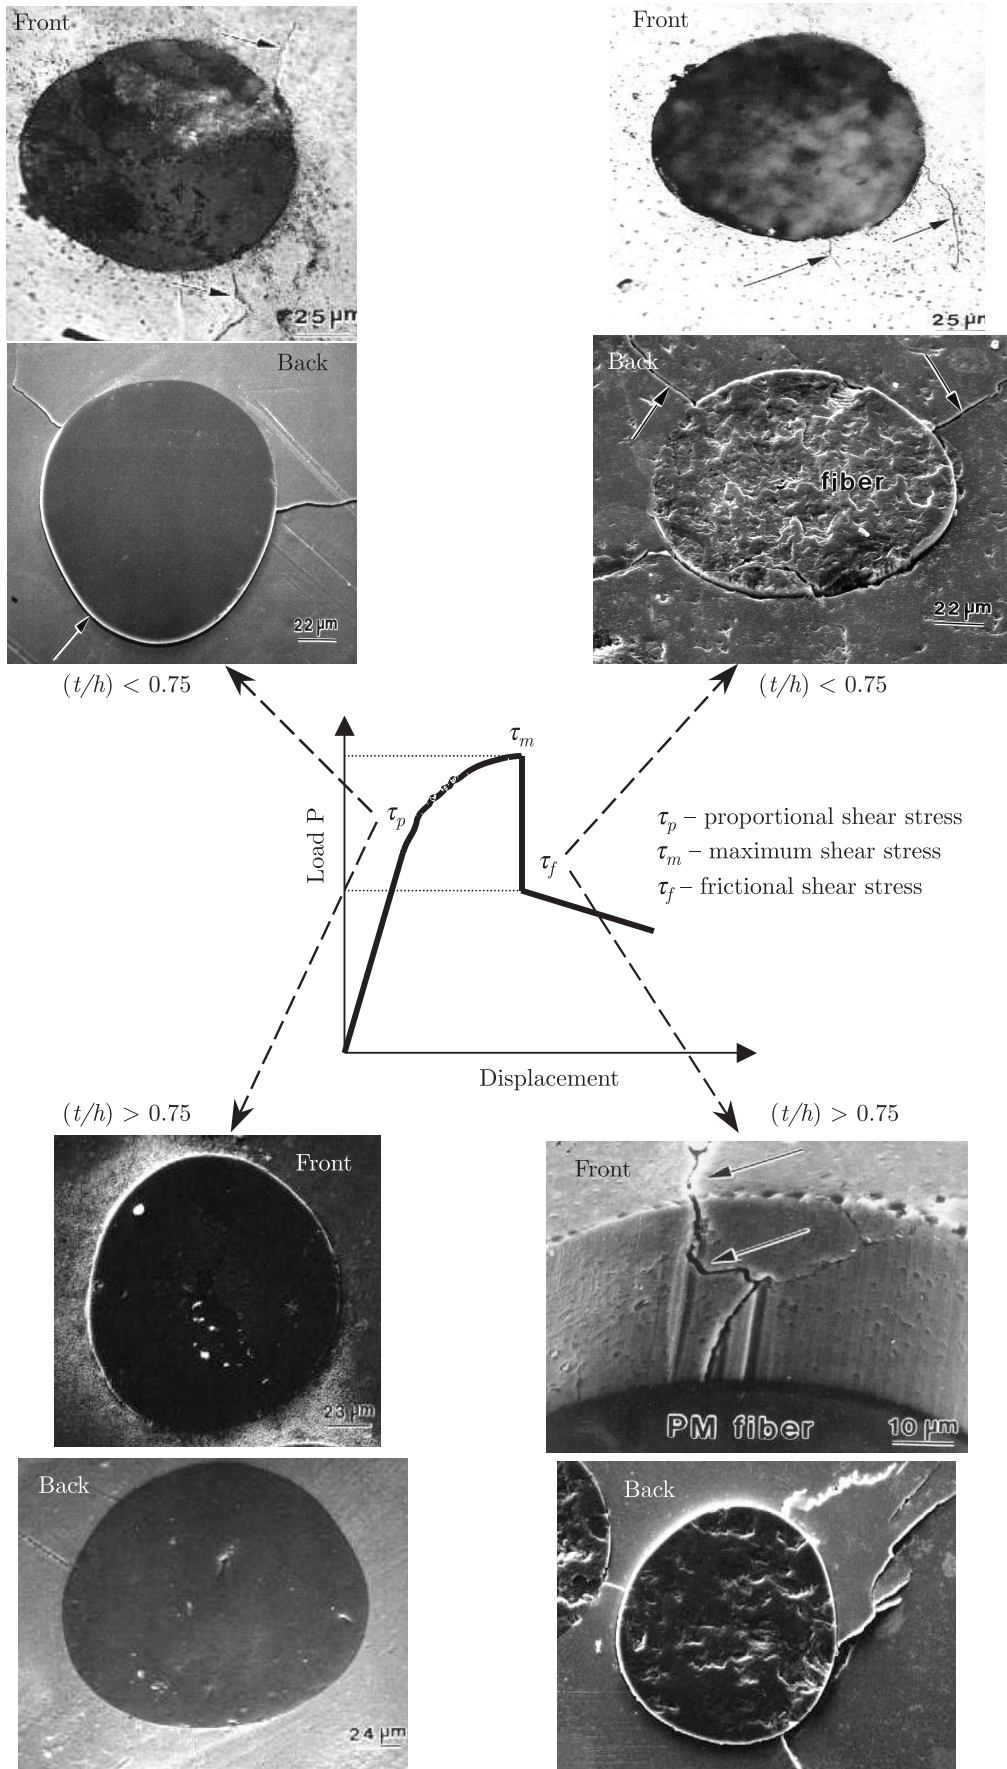 Front
25 µm
Back
22 µm
(t/h) < 0.75
Front
25 µm
Back
fiber
22 µm
(t/h) < 0.75
τm
τp
Load P
τf
Displacement
τp – proportional shear stress
τm – maximum shear stress
τf – frictional shear stress
(t/h) > 0.75
Front
23 µm
Back
24 µm
(t/h) > 0.75
Front
PM fiber
10 µm
Back